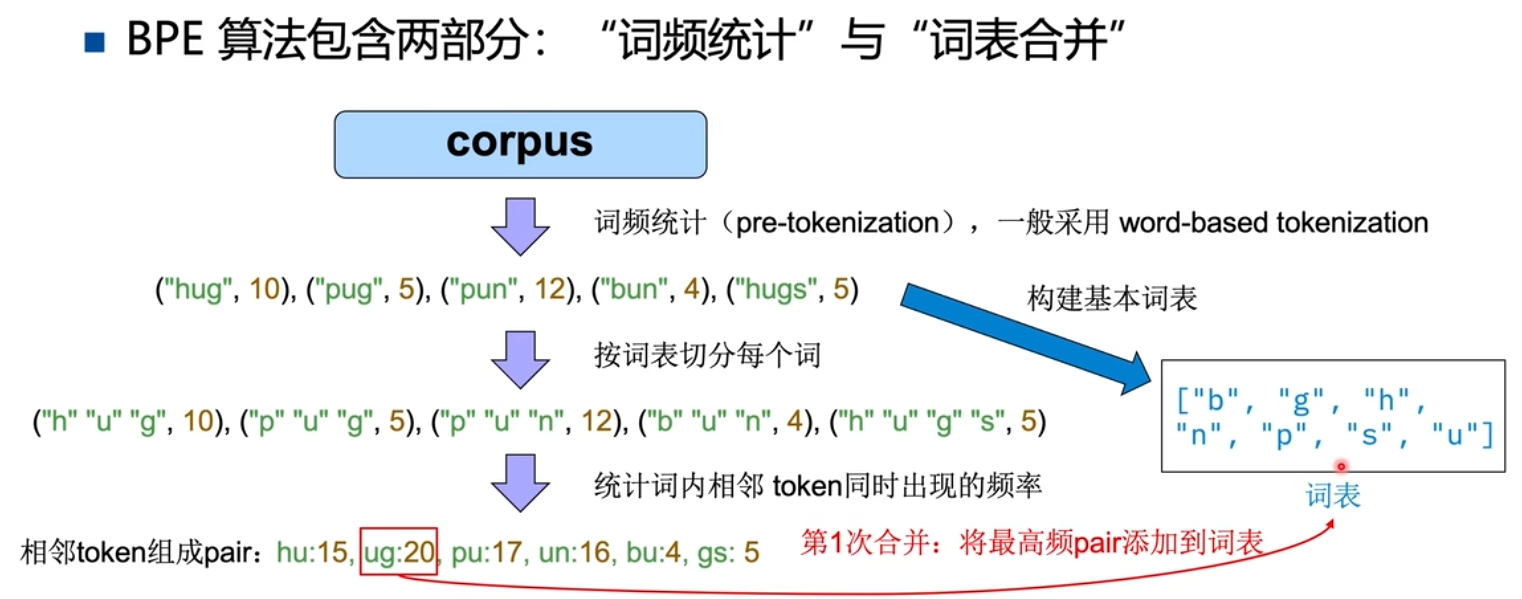 ■ BPE 算法包含两部分：“词频统计”与“词表合并”
corpus
词频统计（pre-tokenization），一般采用 word-based tokenization
("hug", 10), ("pug", 5), ("pun", 12), ("bun", 4), ("hugs", 5)
构建基本词表
按词表切分每个词
["b", "g", "h",
"n", "p", "s", "u"]
词表
("h" "u" "g", 10), ("p" "u" "g", 5), ("p" "u" "n", 12), ("b" "u" "n", 4), ("h" "u" "g" "s", 5)
统计词内相邻 token同时出现的频率
相邻token组成pair：hu:15, ug:20, pu:17, un:16, bu:4, gs: 5
第1次合并：将最高频pair添加到词表